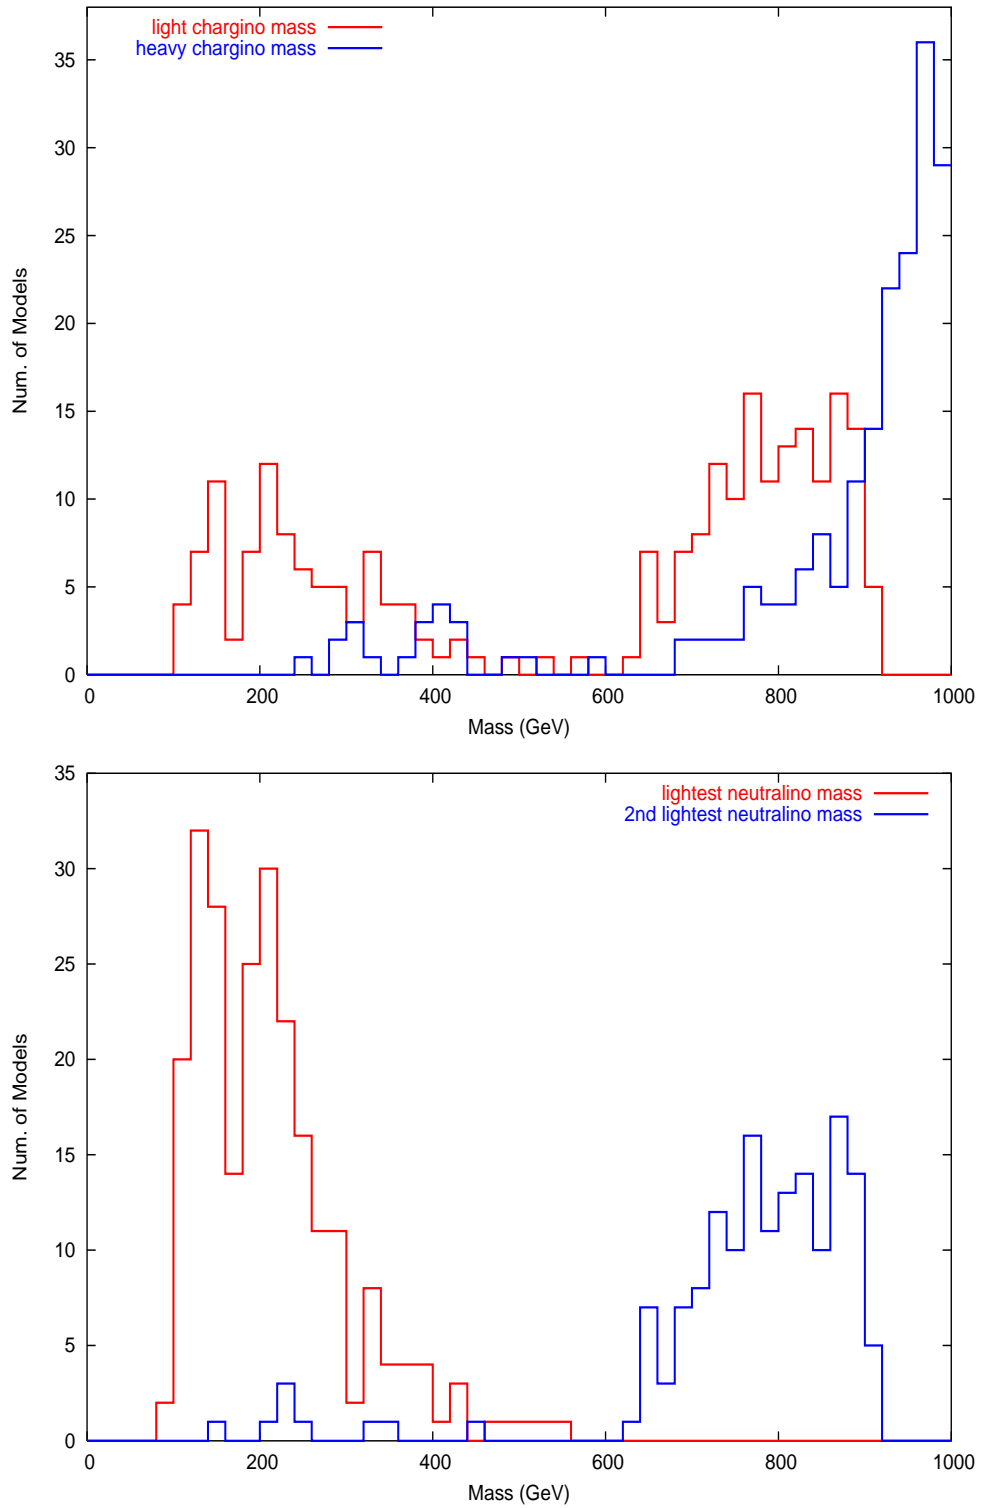 light chargino mass
heavy chargino mass
35
30
25
20
15
10
5
0
Num. of Models
0 200 400 600 800 1000
Mass (GeV)
lightest neutralino mass
2nd lightest neutralino mass
35
30
25
20
15
10
5
0
Num. of Models
0 200 400 600 800 1000
Mass (GeV)